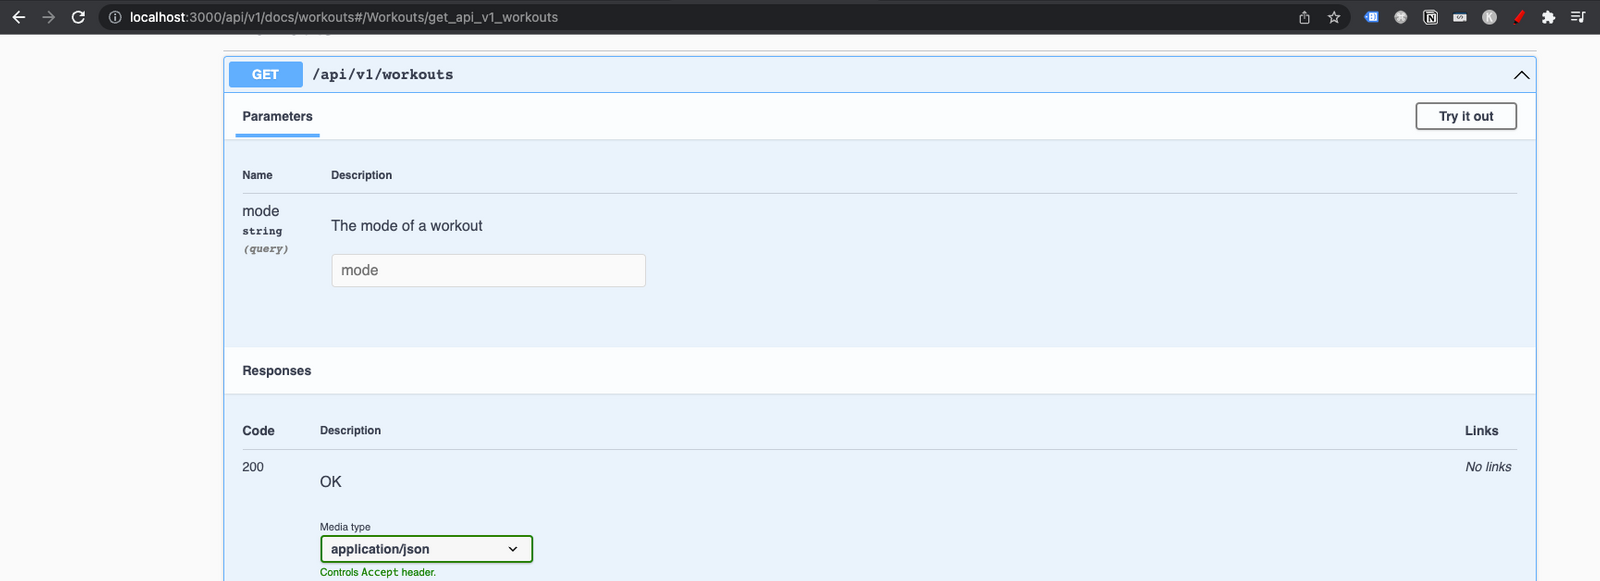 localhost:3000/api/v1/docs/workouts#/Workouts/get_api_v1_workouts
GET /api/v1/workouts
Parameters
Try it out
Name Description
mode
string
(query)
The mode of a workout
mode
Responses
Code Description Links
200
OK
No links
Media type
application/json
Controls Accept header.